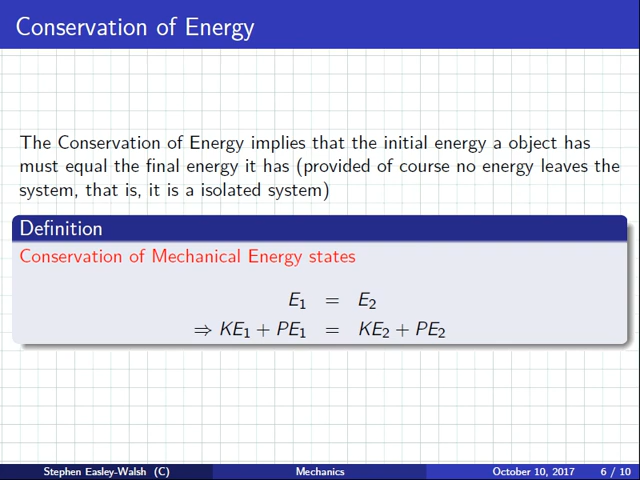 Conservation of Energy
The Conservation of Energy implies that the initial energy a object has
must equal the final energy it has (provided of course no energy leaves the
system, that is, it is a isolated system)
Definition
Conservation of Mechanical Energy states
E₁ = E₂
⇒ KE₁ + PE₁ = KE₂ + PE₂
Stephen Easley-Walsh (C) Mechanics October 10, 2017 6 / 10